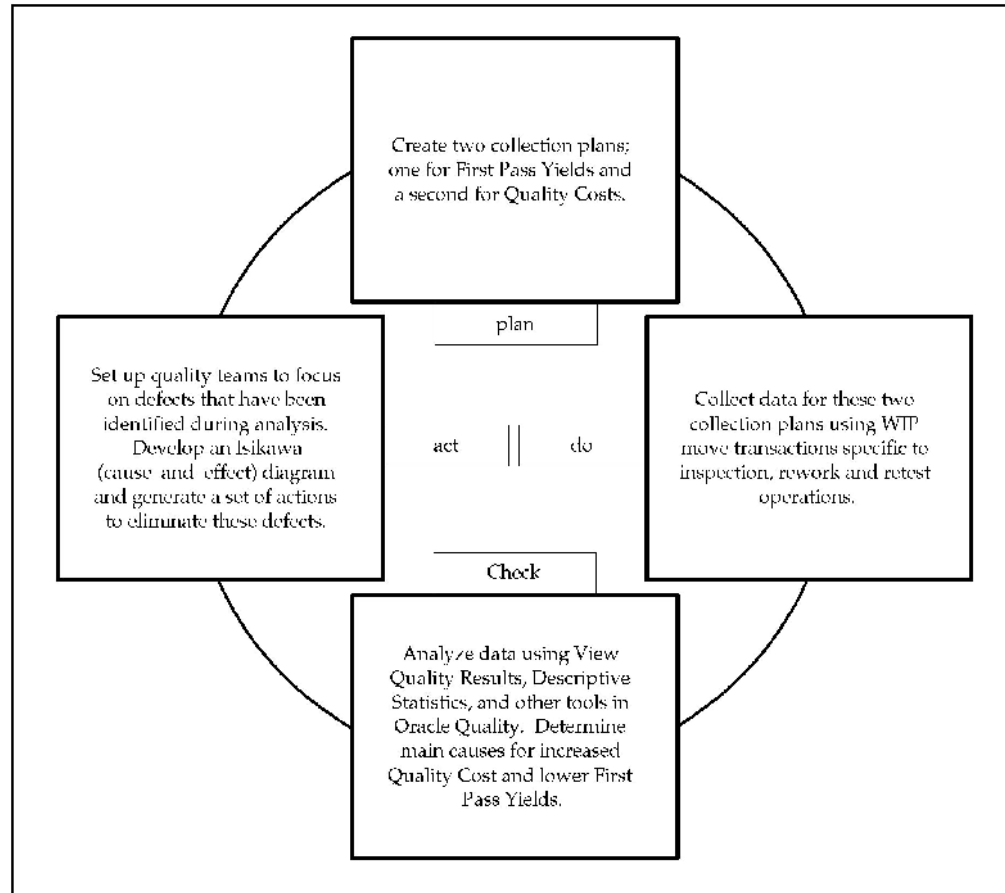 Create two collection plans;
one for First Pass Yields and
a second for Quality Costs.
plan
Set up quality teams to focus
on defects that have been
identified during analysis.
Develop an Isikawa
(cause and effect) diagram
and generate a set of actions
to eliminate these defects.
act
do
Collect data for these two
collection plans using WIP
move transactions specific to
inspection, rework and retest
operations.
Check
Analyze data using View
Quality Results, Descriptive
Statistics, and other tools in
Oracle Quality. Determine
main causes for increased
Quality Cost and lower First
Pass Yields.